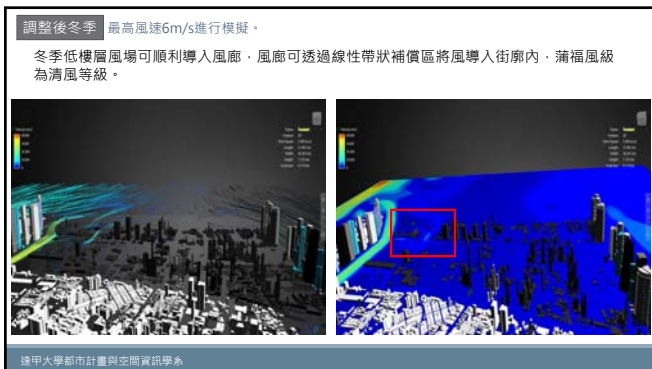 調整後冬季 最高風速6m/s進行模擬。
冬季低樓層風場可順利導入風廊，風廊可透過線性帶狀補償區將風導入街廓內，蒲福風級
為清風等級。
逢甲大學都市計畫與空間資訊學系